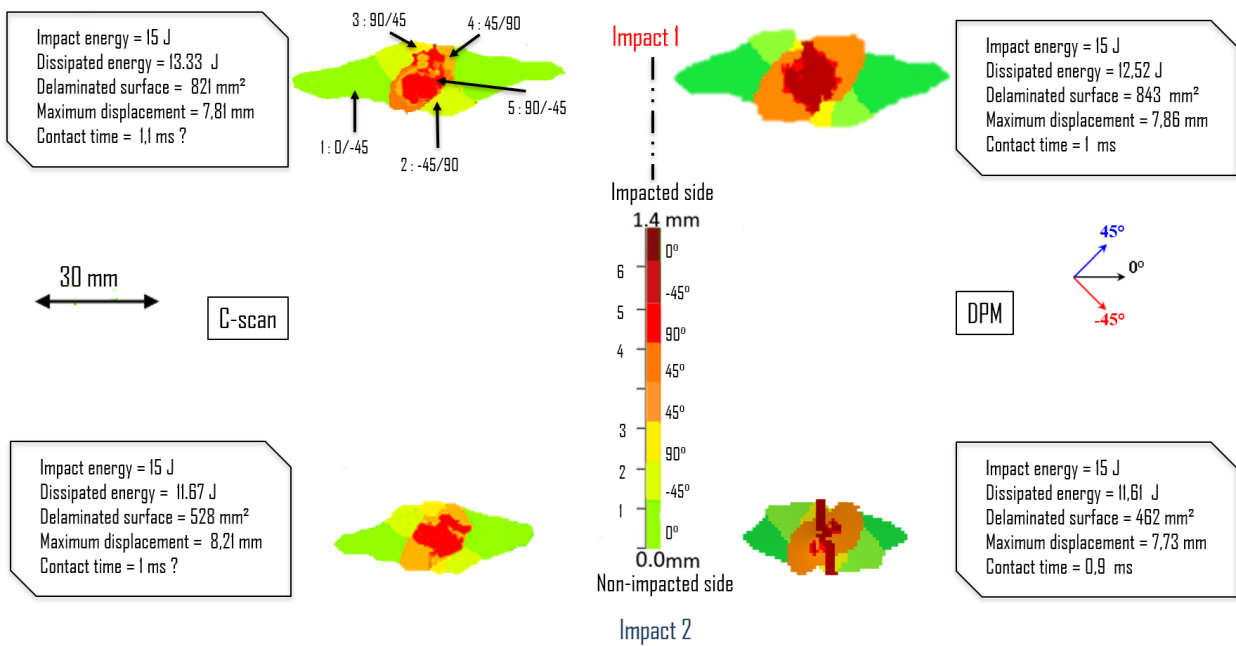 Impact energy = 15 J
Dissipated energy = 13.33 J
Delaminated surface = 821 mm²
Maximum displacement = 7,81 mm
Contact time = 1,1 ms ?
3 : 90/45
4 : 45/90
5 : 90/-45
1 : 0/-45
2 : -45/90
Impact 1
Impact energy = 15 J
Dissipated energy = 12,52 J
Delaminated surface = 843 mm²
Maximum displacement = 7,86 mm
Contact time = 1 ms
Impacted side
1.4 mm
0°
6
-45°
5
90°
4
45°
45°
3
90°
2
-45°
1
0°
0.0mm
Non-impacted side
30 mm
C-scan
DPM
45°
0°
-45°
Impact energy = 15 J
Dissipated energy = 11.67 J
Delaminated surface = 528 mm²
Maximum displacement = 8,21 mm
Contact time = 1 ms ?
Impact energy = 15 J
Dissipated energy = 11,61 J
Delaminated surface = 462 mm²
Maximum displacement = 7,73 mm
Contact time = 0,9 ms
Impact 2